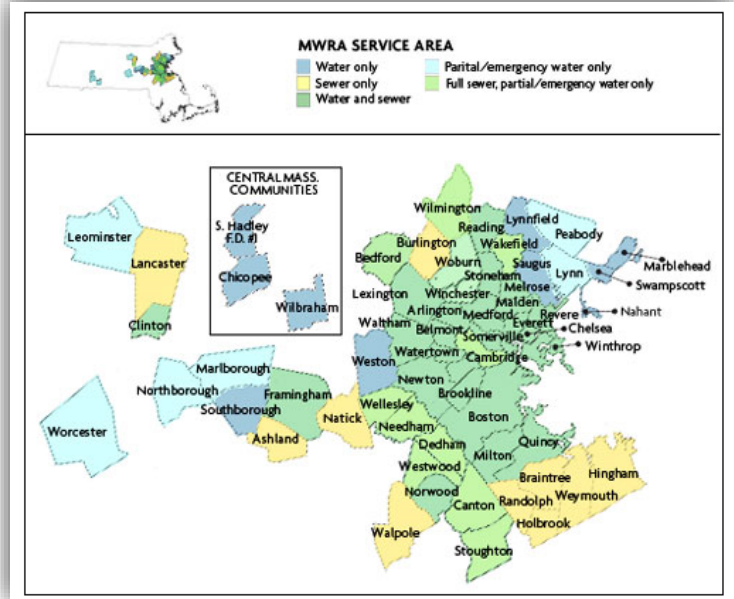 MWRA SERVICE AREA
Water only
Sewer only
Water and sewer
Parital/emergency water only
Full sewer, partial/emergency water only
CENTRAL MASS.
COMMUNITIES
S. Hadley
F.D. #1
Chicopee
Wilbraham
Leominster
Lancaster
Clinton
Wilmington
Lynnfield
Reading
Peabody
Burlington
Wakefield
Bedford
Woburn
Saugus
Marblehead
Stoneham
Lynn
Swampscott
Lexington
Winchester
Melrose
Malden
Arlington
Medford
Revere
Nahant
Waltham
Everett
Chelsea
Belmont
Somerville
Winthrop
Watertown
Cambridge
Weston
Marlborough
Newton
Northborough
Framingham
Brookline
Southborough
Wellesley
Natick
Boston
Worcester
Ashland
Needham
Dedham
Quincy
Milton
Westwood
Hingham
Braintree
Norwood
Randolph
Weymouth
Canton
Holbrook
Walpole
Stoughton